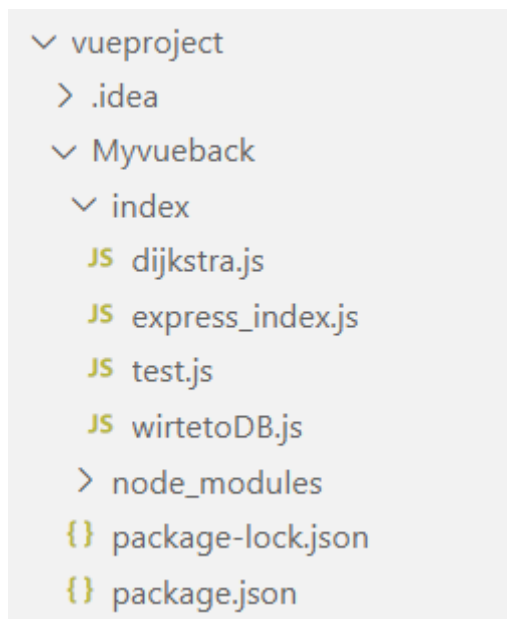 vueproject
.idea
Myvueback
index
JS dijkstra.js
JS express_index.js
JS test.js
JS wirtetoDB.js
node_modules
{} package-lock.json
{} package.json